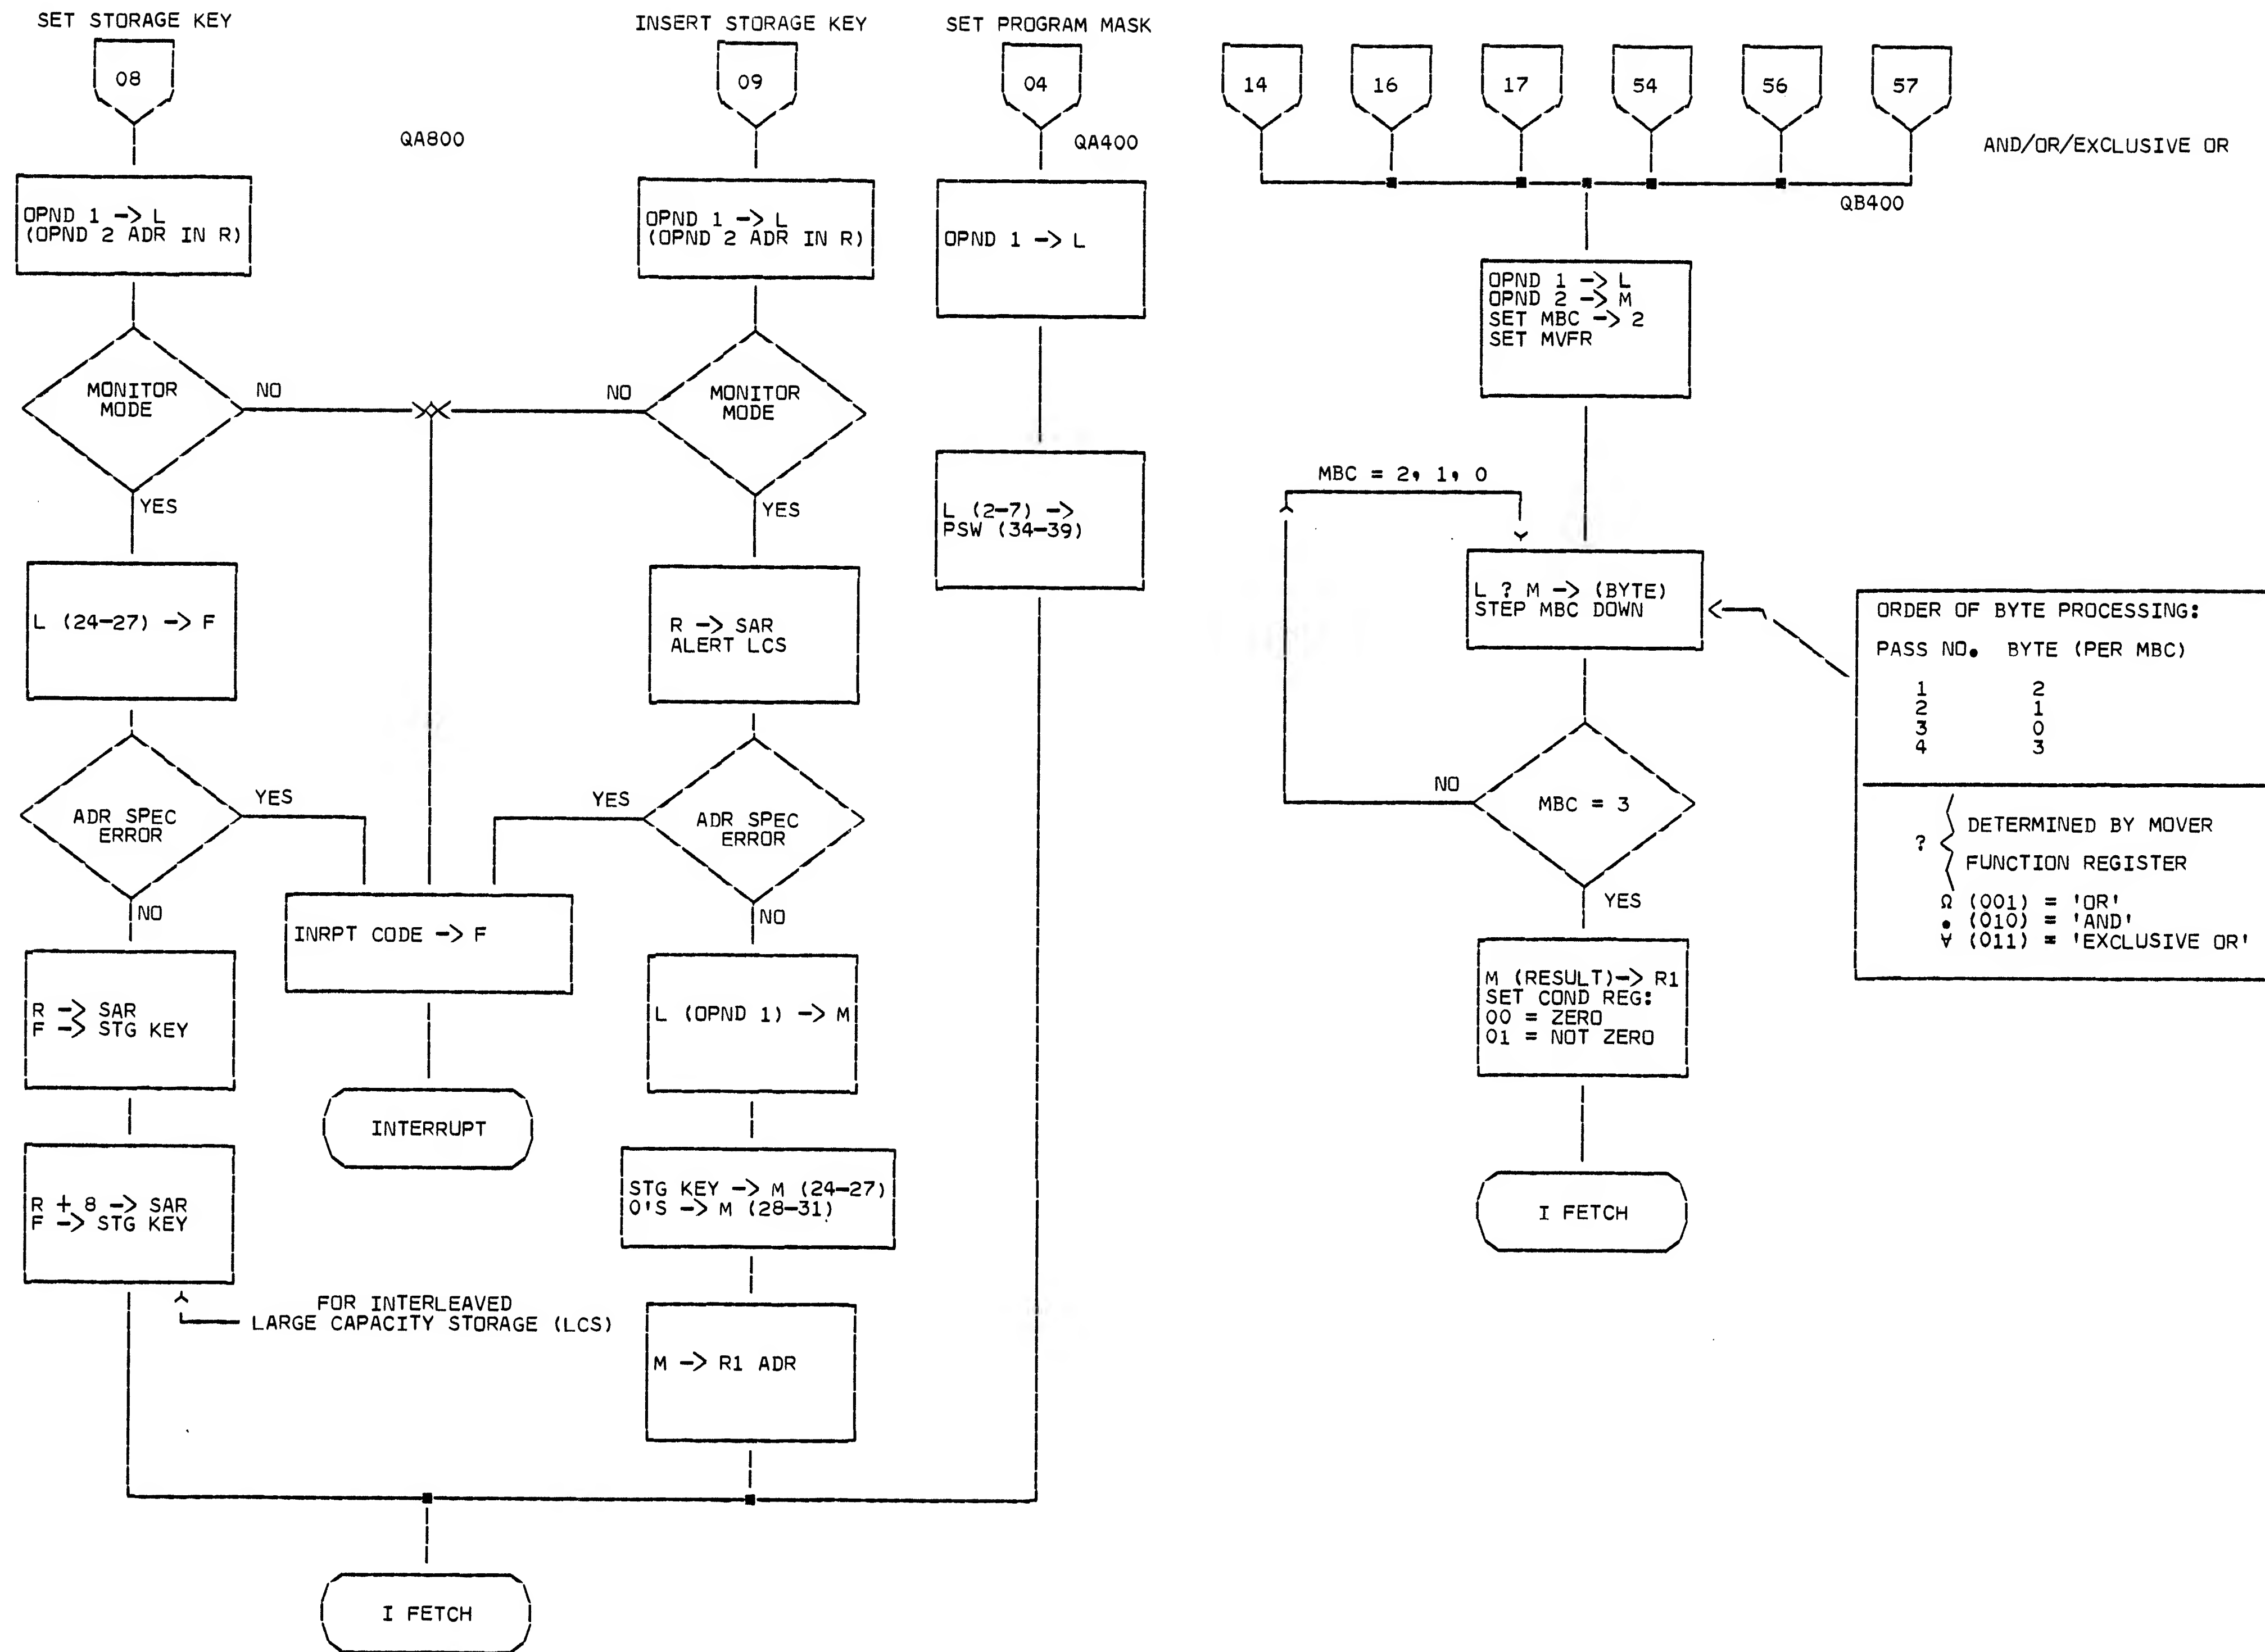 SET STORAGE KEY
08
QA800
OPND 1 -> L
(OPND 2 ADR IN R)
MONITOR
MODE
NO
YES
L (24-27) -> F
ADR SPEC
ERROR
YES
NO
R -> SAR
F -> STG KEY
R + 8 -> SAR
F -> STG KEY
FOR INTERLEAVED
LARGE CAPACITY STORAGE (LCS)
INRPT CODE -> F
INTERRUPT
INSERT STORAGE KEY
09
OPND 1 -> L
(OPND 2 ADR IN R)
MONITOR
MODE
NO
YES
R -> SAR
ALERT LCS
ADR SPEC
ERROR
YES
NO
L (OPND 1) -> M
STG KEY -> M (24-27)
0'S -> M (28-31)
M -> R1 ADR
SET PROGRAM MASK
04
QA400
OPND 1 -> L
L (2-7) ->
PSW (34-39)
I FETCH
14
16
17
54
56
57
AND/OR/EXCLUSIVE OR
QB400
OPND 1 -> L
OPND 2 -> M
SET MBC -> 2
SET MVFR
MBC = 2, 1, 0
L ? M -> (BYTE)
STEP MBC DOWN
NO
MBC = 3
YES
M (RESULT)-> R1
SET COND REG:
00 = ZERO
01 = NOT ZERO
I FETCH
ORDER OF BYTE PROCESSING:
PASS NO. BYTE (PER MBC)
1 2
2 1
3 0
4 3
DETERMINED BY MOVER
?
FUNCTION REGISTER
Ω (001) = 'OR'
• (010) = 'AND'
∀ (011) = 'EXCLUSIVE OR'